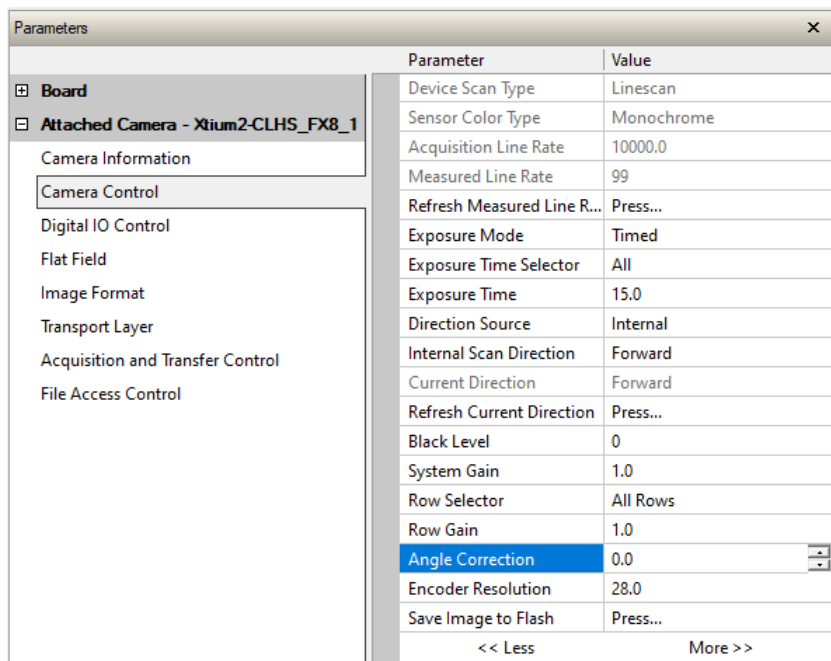 Parameters
Parameter Value
Board
Attached Camera - Xtium2-CLHS_FX8_1
Camera Information
Camera Control
Digital IO Control
Flat Field
Image Format
Transport Layer
Acquisition and Transfer Control
File Access Control
Device Scan Type Linescan
Sensor Color Type Monochrome
Acquisition Line Rate 10000.0
Measured Line Rate 99
Refresh Measured Line R... Press...
Exposure Mode Timed
Exposure Time Selector All
Exposure Time 15.0
Direction Source Internal
Internal Scan Direction Forward
Current Direction Forward
Refresh Current Direction Press...
Black Level 0
System Gain 1.0
Row Selector All Rows
Row Gain 1.0
Angle Correction 0.0
Encoder Resolution 28.0
Save Image to Flash Press...
<< Less More >>